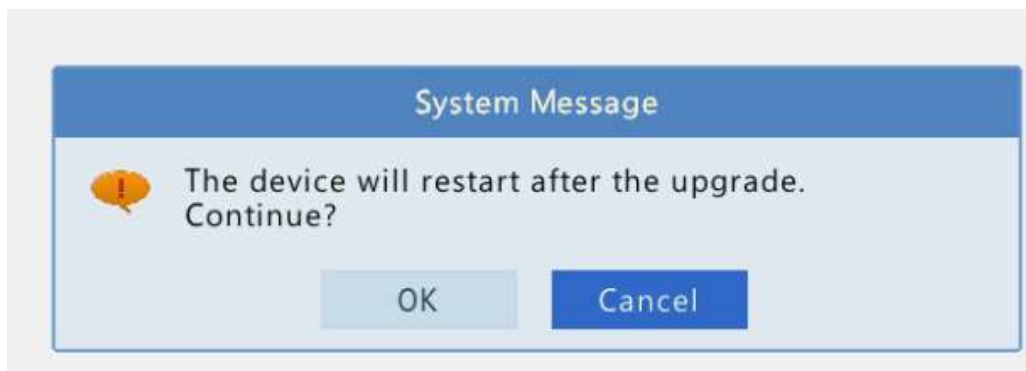 System Message
The device will restart after the upgrade.
Continue?
OK
Cancel